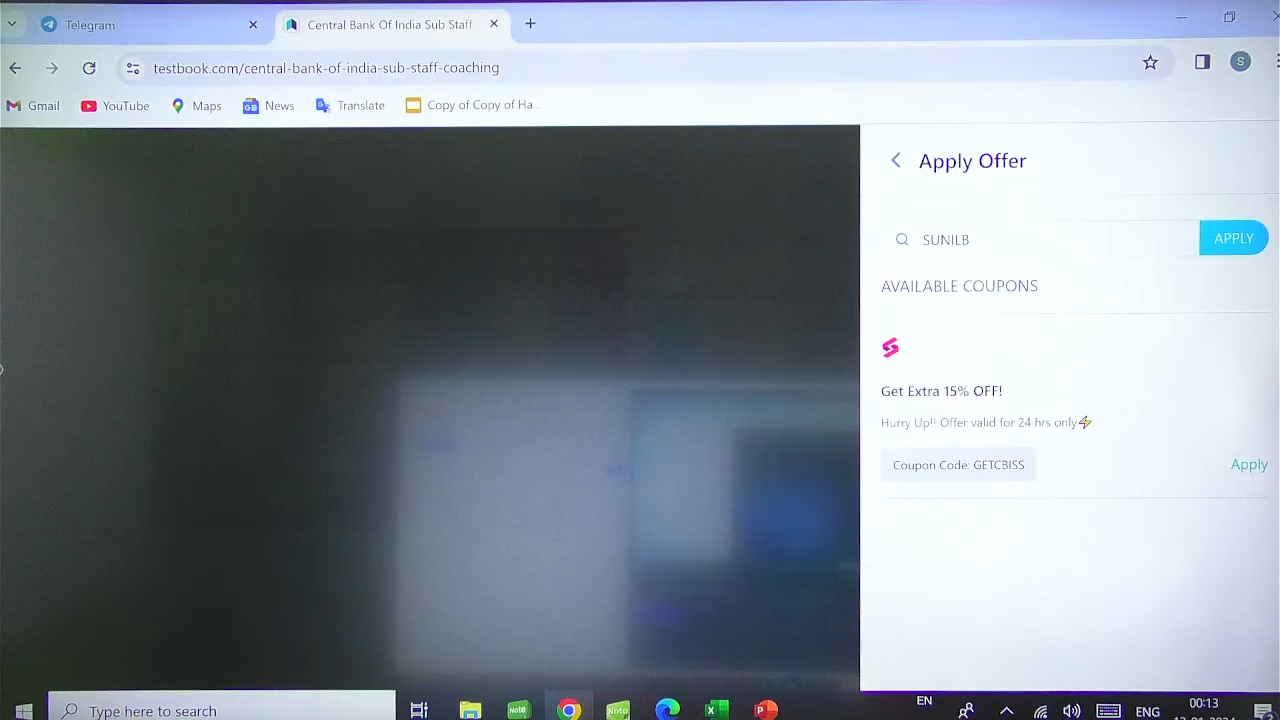 Telegram
Central Bank Of India Sub Staff
testbook.com/central-bank-of-india-sub-staff-coaching
S
Gmail
YouTube
Maps
News
Translate
Copy of Copy of Ha...
Apply Offer
SUNILB
APPLY
AVAILABLE COUPONS
Get Extra 15% OFF!
Hurry Up!! Offer valid for 24 hrs only⚡
Coupon Code: GETCBISS
Apply
Type here to search
EN
ENG
00:13